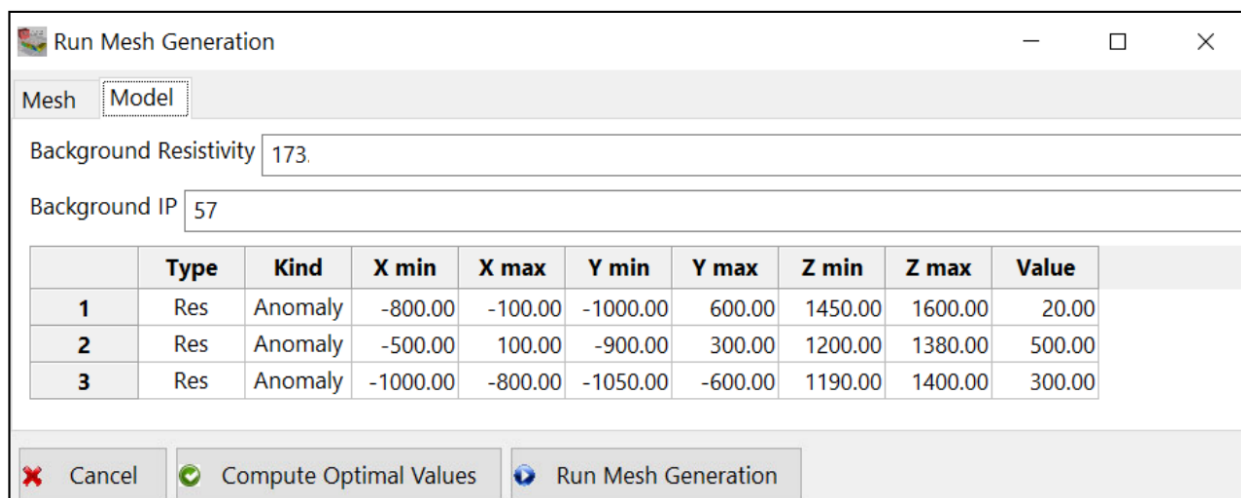 Run Mesh Generation
Mesh Model
Background Resistivity 173.
Background IP 57
Type Kind X min X max Y min Y max Z min Z max Value
1 Res Anomaly -800.00 -100.00 -1000.00 600.00 1450.00 1600.00 20.00
2 Res Anomaly -500.00 100.00 -900.00 300.00 1200.00 1380.00 500.00
3 Res Anomaly -1000.00 -800.00 -1050.00 -600.00 1190.00 1400.00 300.00
Cancel Compute Optimal Values Run Mesh Generation